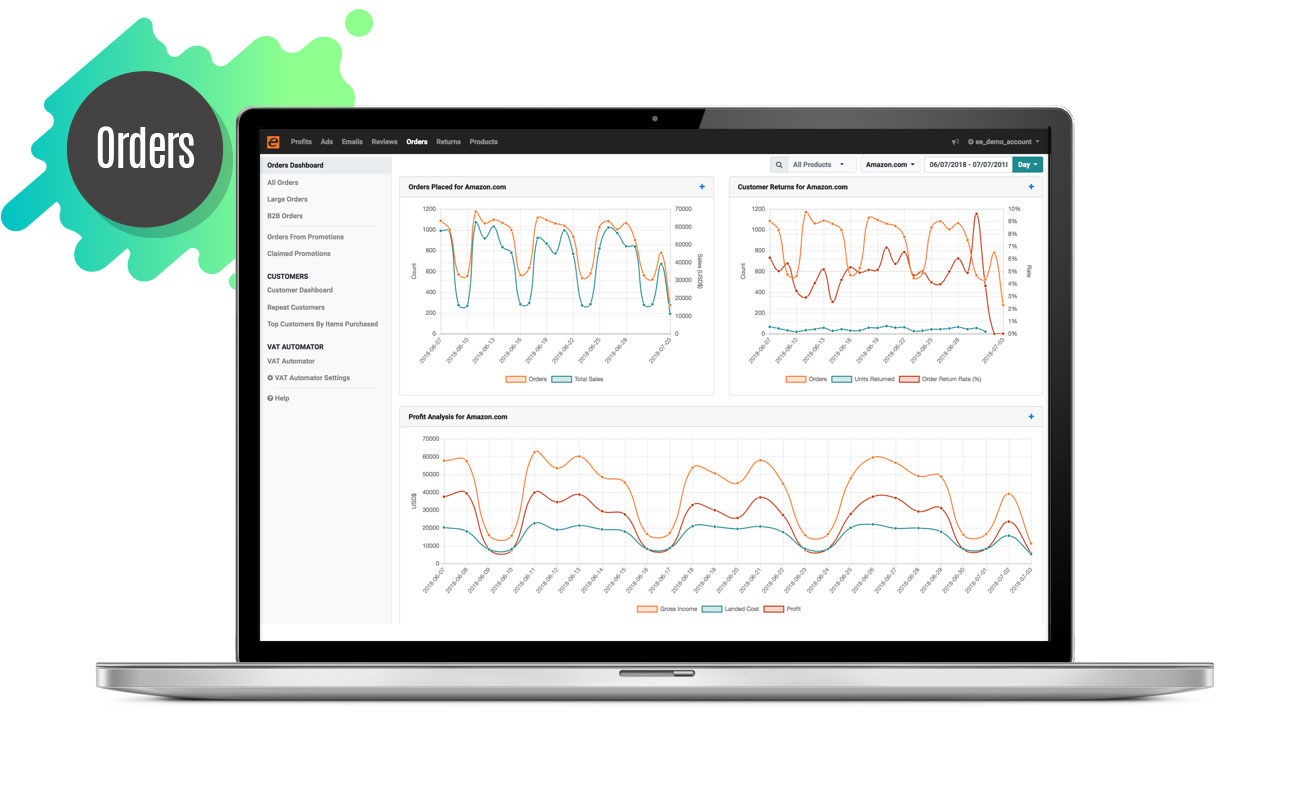 Orders
Profits Ads Emails Reviews Orders Returns Products
ee_demo_account
Orders Dashboard
All Orders
Large Orders
B2B Orders
Orders From Promotions
Claimed Promotions
CUSTOMERS
Customer Dashboard
Repeat Customers
Top Customers By Items Purchased
VAT AUTOMATOR
VAT Automator
VAT Automator Settings
Help
All Products Amazon.com 06/07/2018 - 07/07/2018 Day
Orders Placed for Amazon.com +
1200
1000
800
600
400
200
0
Count
70000
60000
50000
40000
30000
20000
10000
0
Sales (USD$)
2018-06-07 2018-06-10 2018-06-13 2018-06-16 2018-06-19 2018-06-22 2018-06-25 2018-06-28 2018-07-03
Orders Total Sales
Customer Returns for Amazon.com +
1200
1000
800
600
400
200
0
Count
10%
9%
8%
7%
6%
5%
4%
3%
2%
1%
0%
Rate
2018-06-07 2018-06-10 2018-06-13 2018-06-16 2018-06-19 2018-06-22 2018-06-25 2018-06-28 2018-07-03
Orders Units Returned Order Return Rate (%)
Profit Analysis for Amazon.com +
70000
60000
50000
40000
30000
20000
10000
0
USD$
2018-06-07 2018-06-08 2018-06-09 2018-06-10 2018-06-11 2018-06-12 2018-06-13 2018-06-14 2018-06-15 2018-06-16 2018-06-17 2018-06-18 2018-06-19 2018-06-20 2018-06-21 2018-06-22 2018-06-23 2018-06-24 2018-06-25 2018-06-26 2018-06-27 2018-06-28 2018-06-29 2018-06-30 2018-07-01 2018-07-02 2018-07-03
Gross Income Landed Cost Profit